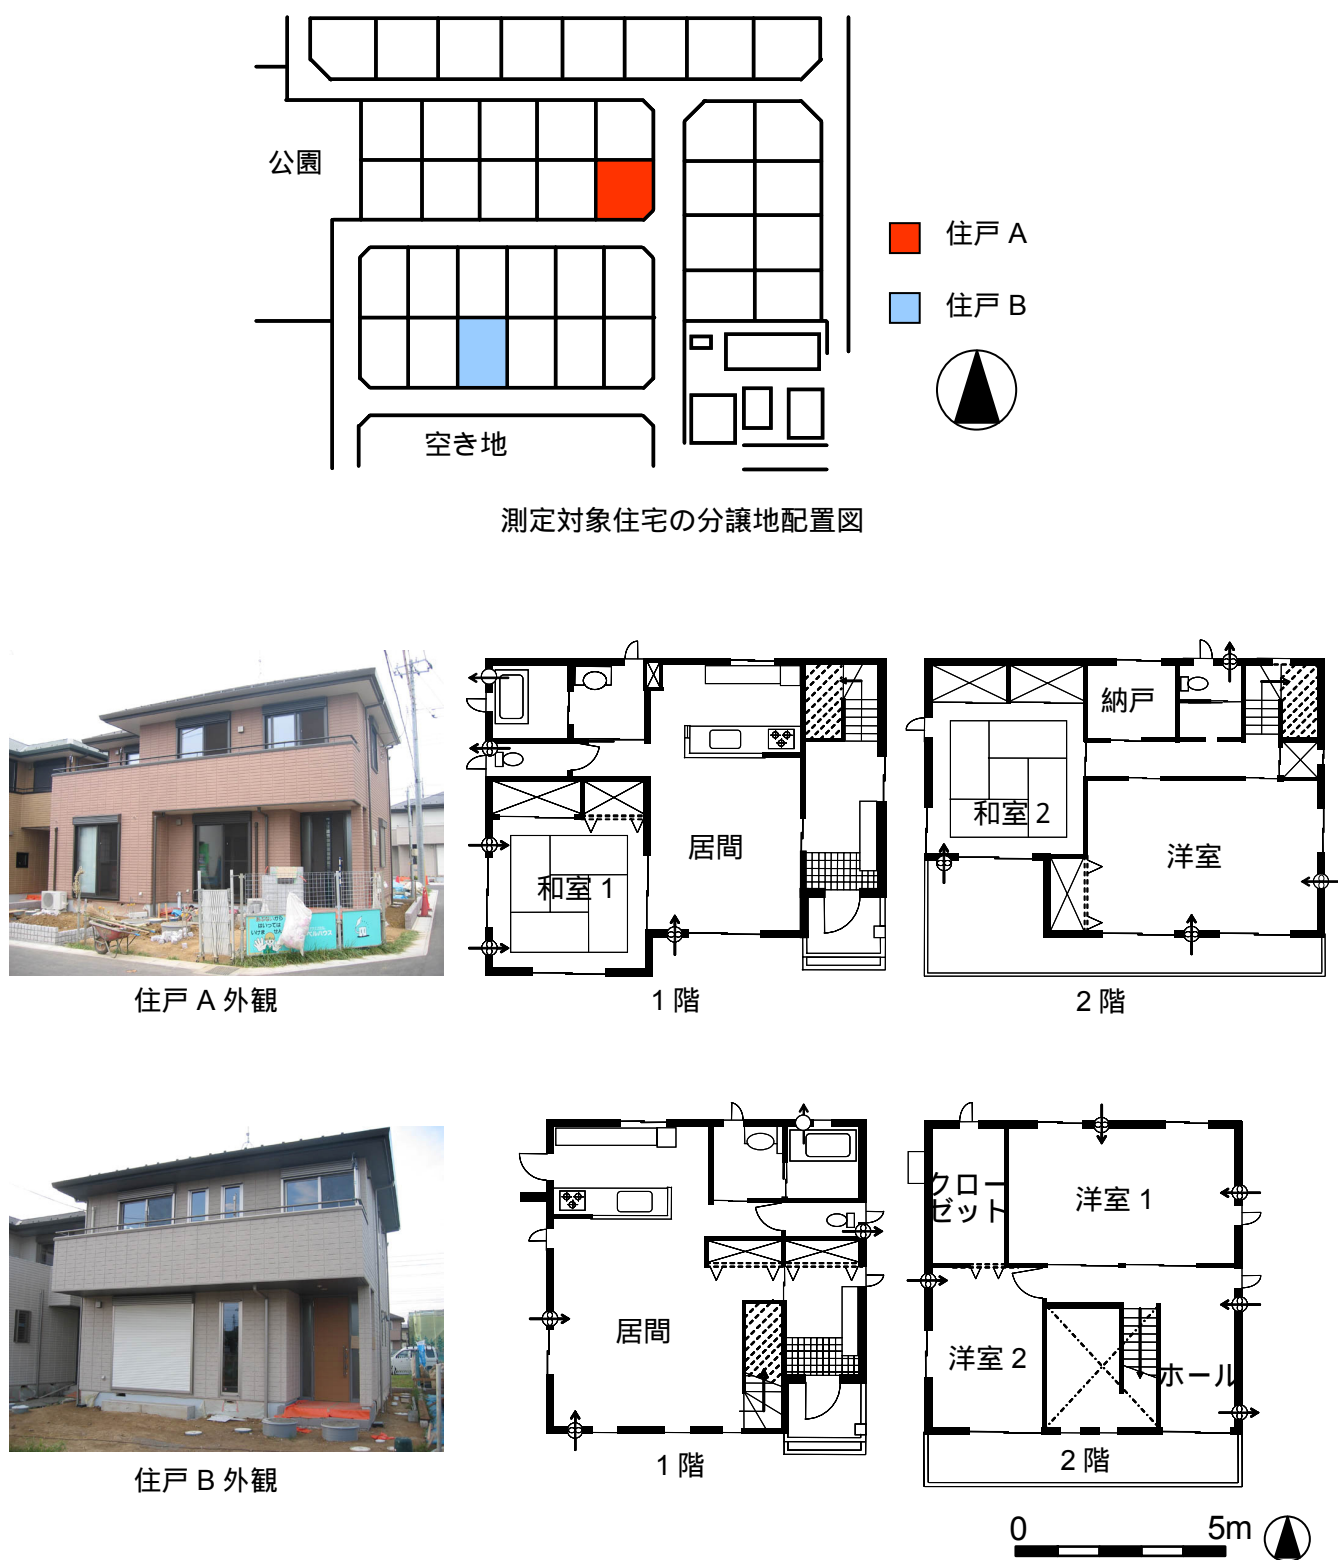 公園
住戸 A
住戸 B
空き地
測定対象住宅の分譲地配置図
納戸
和室 2
居間
洋室
和室 1
住戸 A 外観
1 階
2 階
クロー
ゼット
洋室 1
居間
洋室 2
ホール
1 階
2 階
住戸 B 外観
0 5m